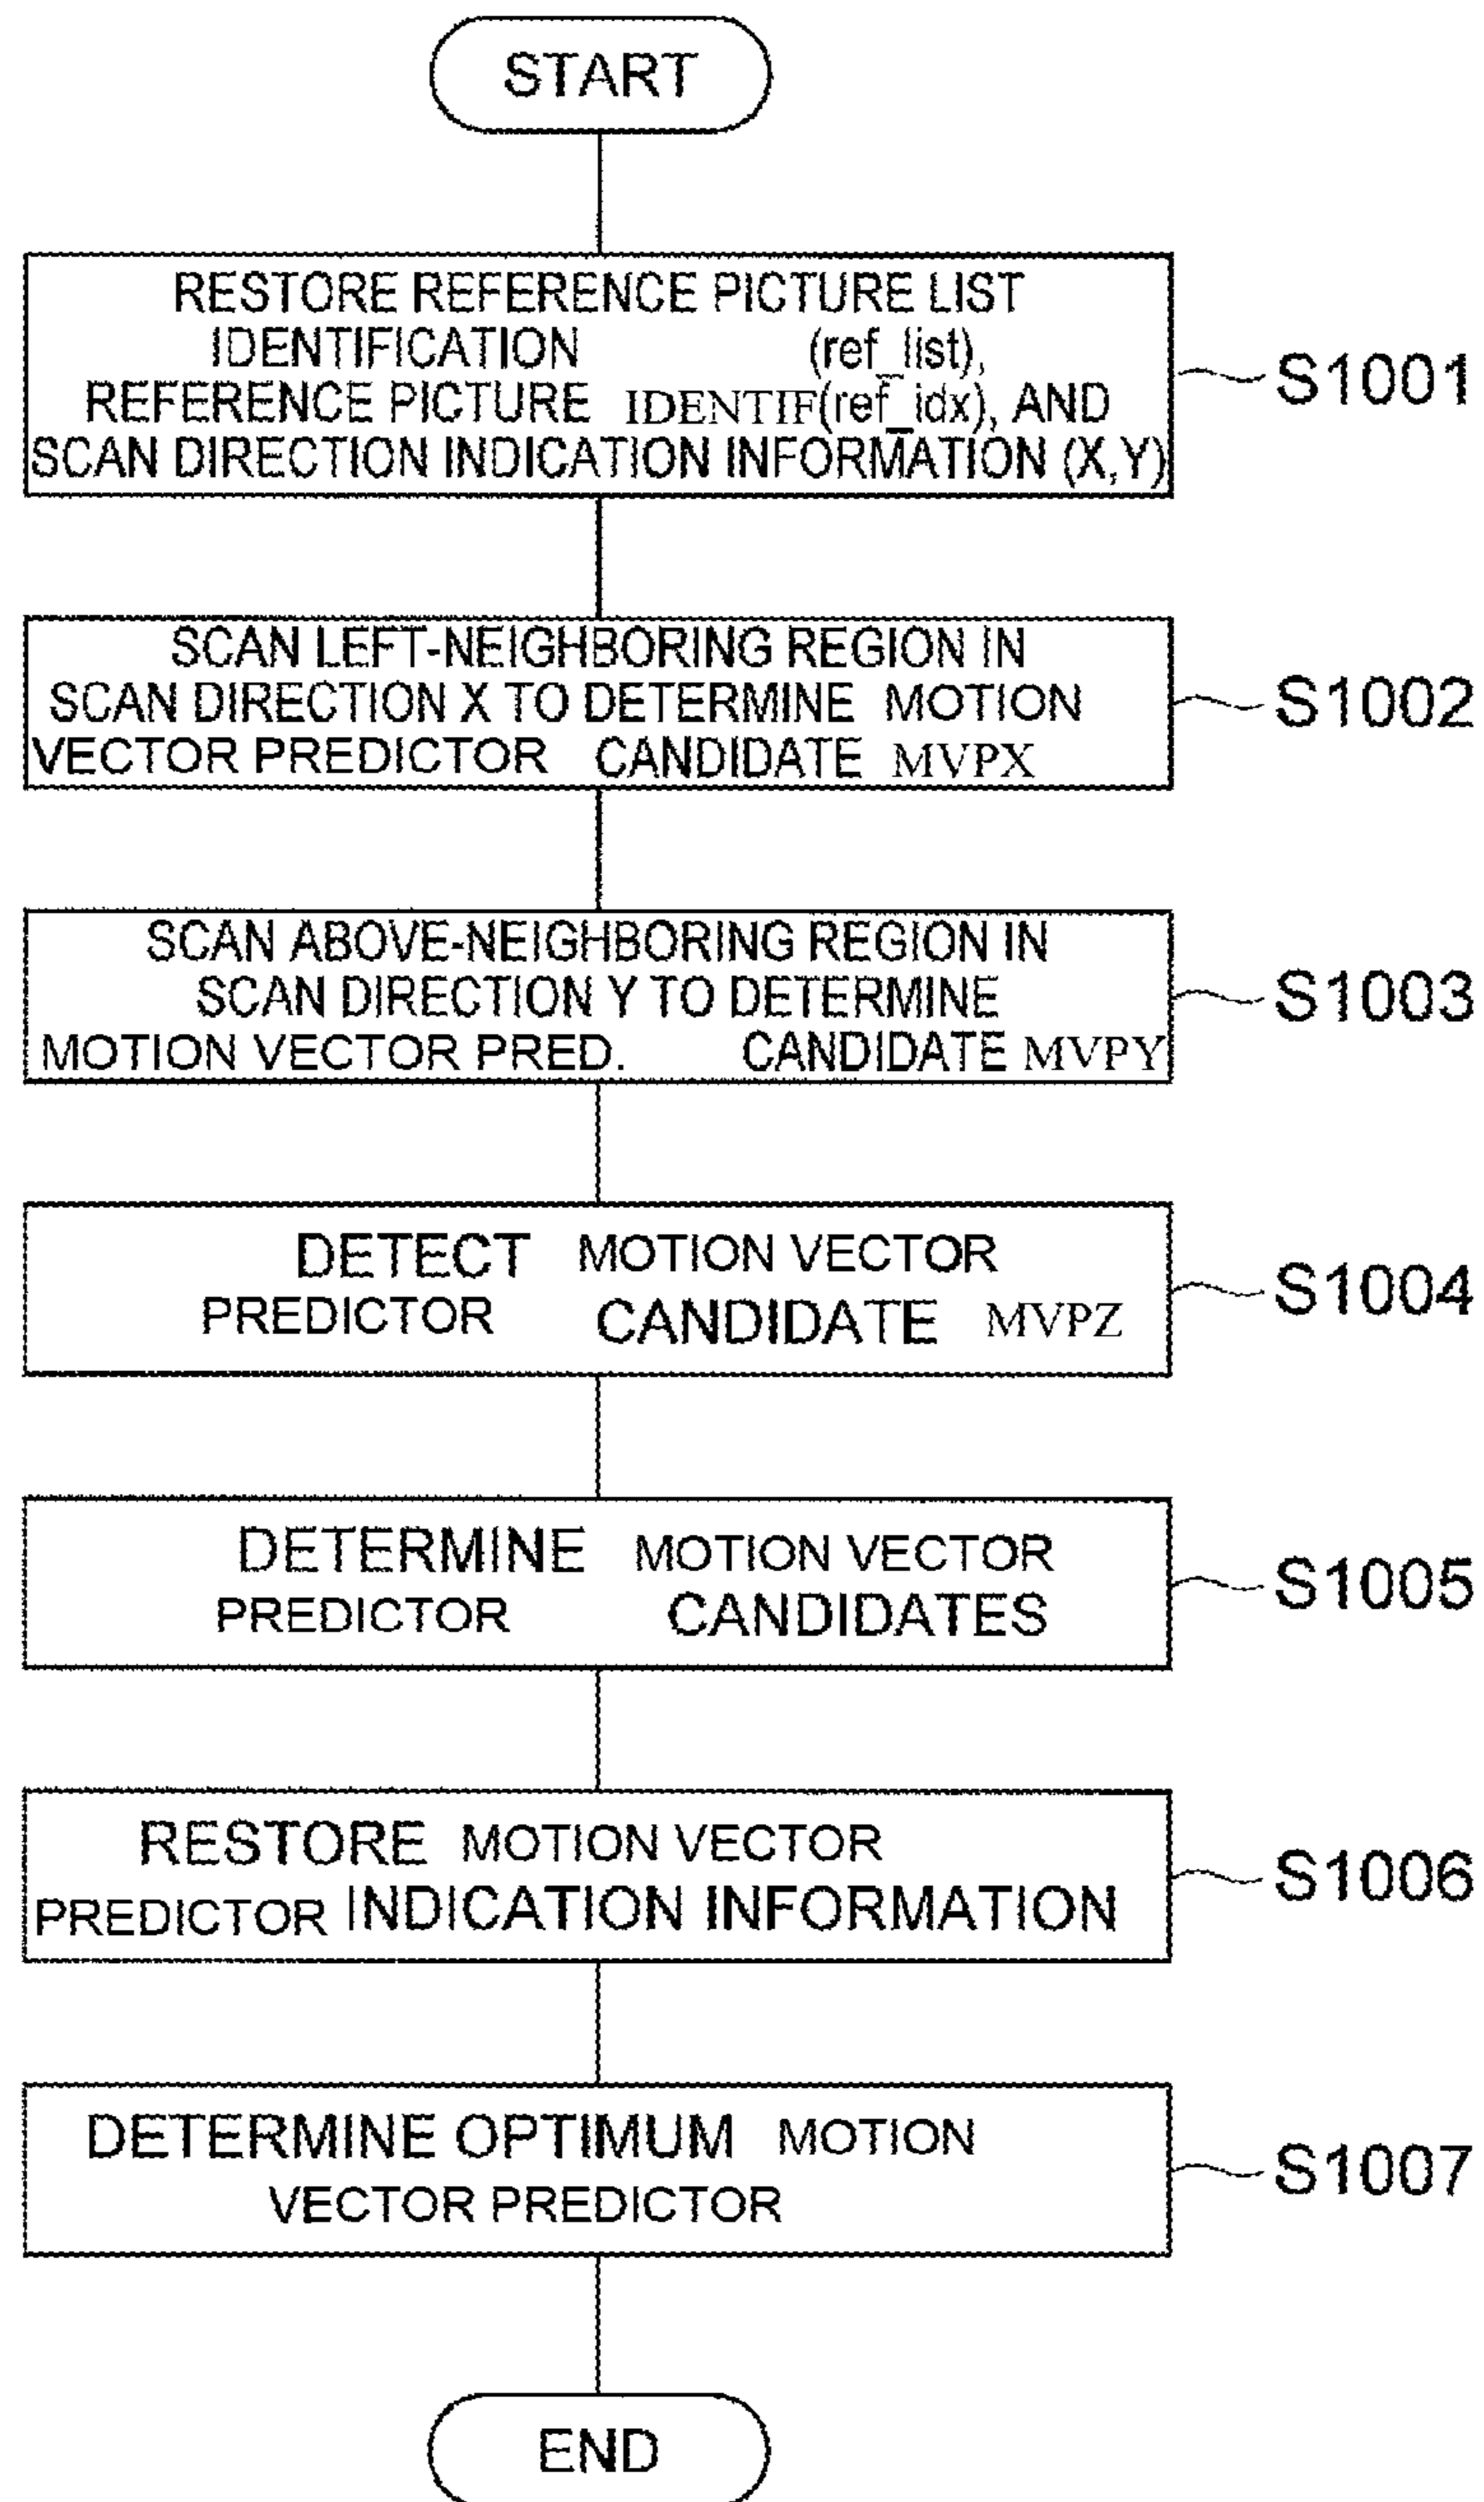 START
RESTORE REFERENCE PICTURE LIST
IDENTIFICATION (ref_list),
REFERENCE PICTURE IDENTIF(ref_idx), AND
SCAN DIRECTION INDICATION INFORMATION (X,Y)
S1001
SCAN LEFT-NEIGHBORING REGION IN
SCAN DIRECTION X TO DETERMINE MOTION
VECTOR PREDICTOR CANDIDATE MVPX
S1002
SCAN ABOVE-NEIGHBORING REGION IN
SCAN DIRECTION Y TO DETERMINE
MOTION VECTOR PRED. CANDIDATE MVPY
S1003
DETECT MOTION VECTOR
PREDICTOR CANDIDATE MVPZ
S1004
DETERMINE MOTION VECTOR
PREDICTOR CANDIDATES
S1005
RESTORE MOTION VECTOR
PREDICTOR INDICATION INFORMATION
S1006
DETERMINE OPTIMUM MOTION
VECTOR PREDICTOR
S1007
END